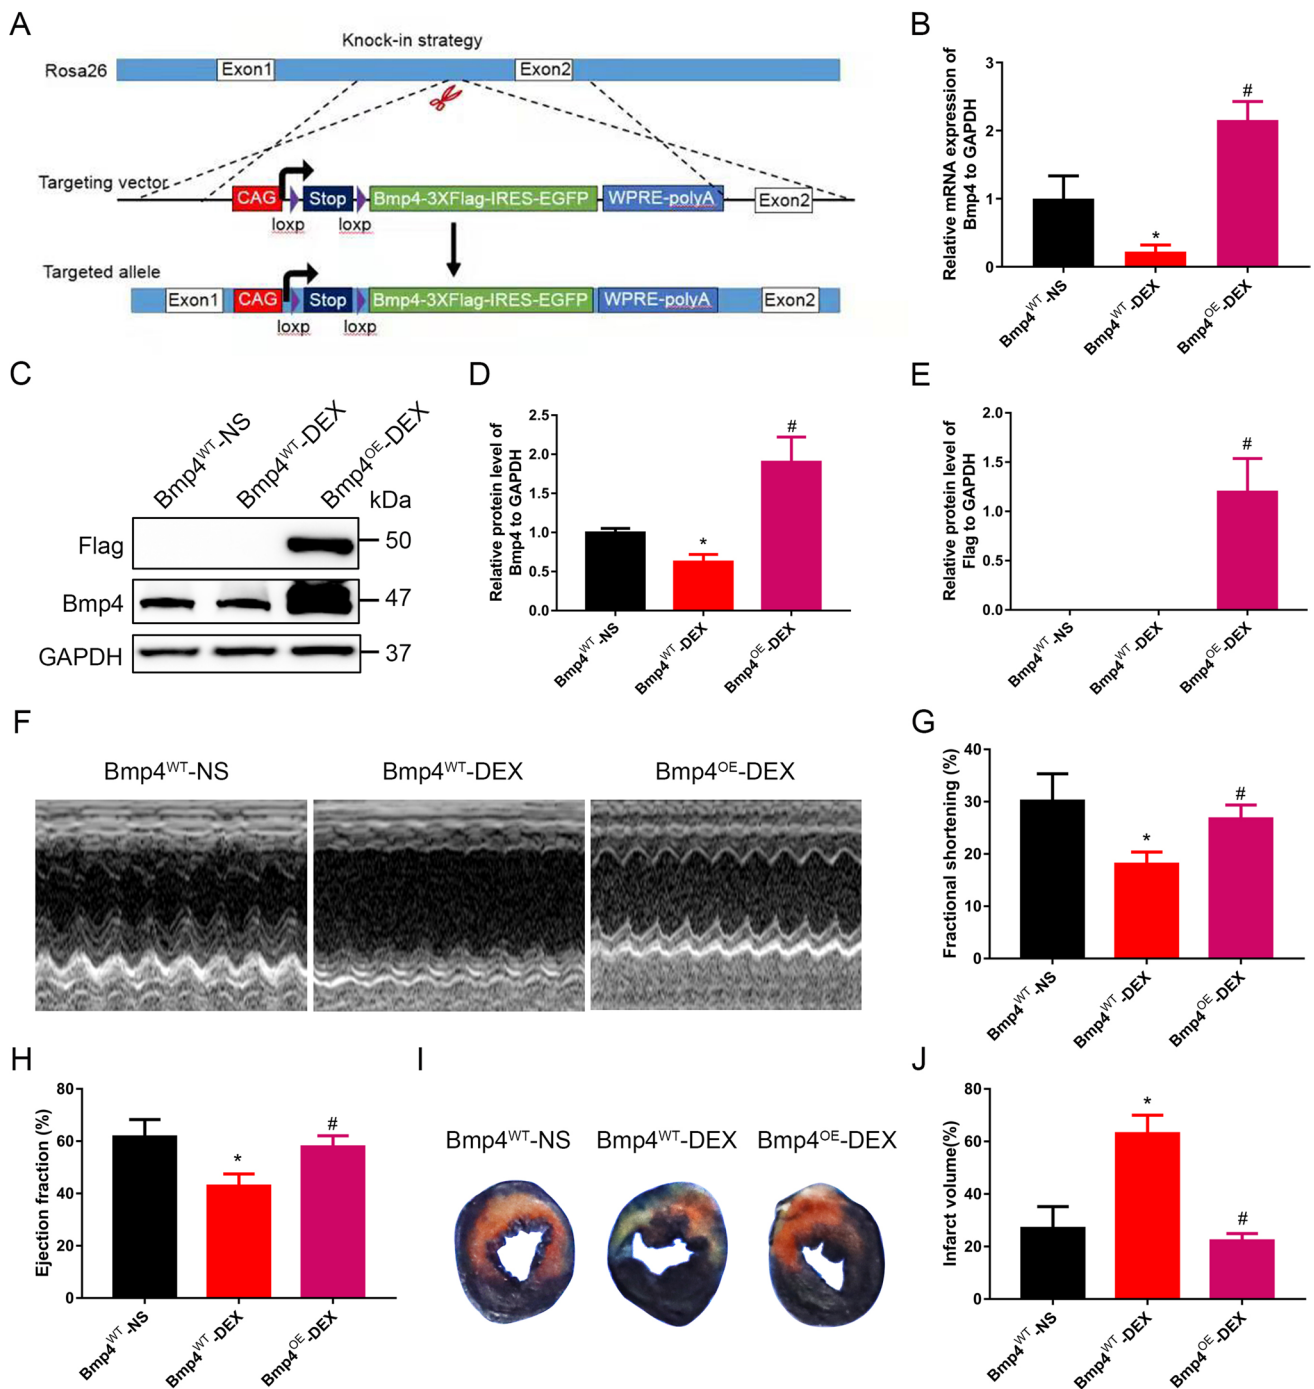 A
Knock-in strategy
Rosa26
Exon1
Exon2
Targeting vector
CAG
Stop
Bmp4-3XFlag-IRES-EGFP
WPRE-polyA
Exon2
loxp
loxp
Targeted allele
Exon1
CAG
Stop
Bmp4-3XFlag-IRES-EGFP
WPRE-polyA
Exon2
loxp
loxp
B
Relative mRNA expression of
Bmp4 to GAPDH
3
2
1
0
*
#
Bmp4WT-NS
Bmp4WT-DEX
Bmp4OE-DEX
C
Bmp4WT-NS
Bmp4WT-DEX
Bmp4OE-DEX
kDa
Flag
50
Bmp4
47
GAPDH
37
D
Relative protein level of
Bmp4 to GAPDH
2.5
2.0
1.5
1.0
0.5
0.0
*
#
Bmp4WT-NS
Bmp4WT-DEX
Bmp4OE-DEX
E
Relative protein level of
Flag to GAPDH
2.0
1.5
1.0
0.5
0.0
#
Bmp4WT-NS
Bmp4WT-DEX
Bmp4OE-DEX
F
Bmp4WT-NS
Bmp4WT-DEX
Bmp4OE-DEX
G
Fractional shortening (%)
40
30
20
10
0
*
#
Bmp4WT-NS
Bmp4WT-DEX
Bmp4OE-DEX
H
Ejection fraction (%)
80
60
40
20
0
*
#
Bmp4WT-NS
Bmp4WT-DEX
Bmp4OE-DEX
I
Bmp4WT-NS
Bmp4WT-DEX
Bmp4OE-DEX
J
Infarct volume(%)
80
60
40
20
0
*
#
Bmp4WT-NS
Bmp4WT-DEX
Bmp4OE-DEX